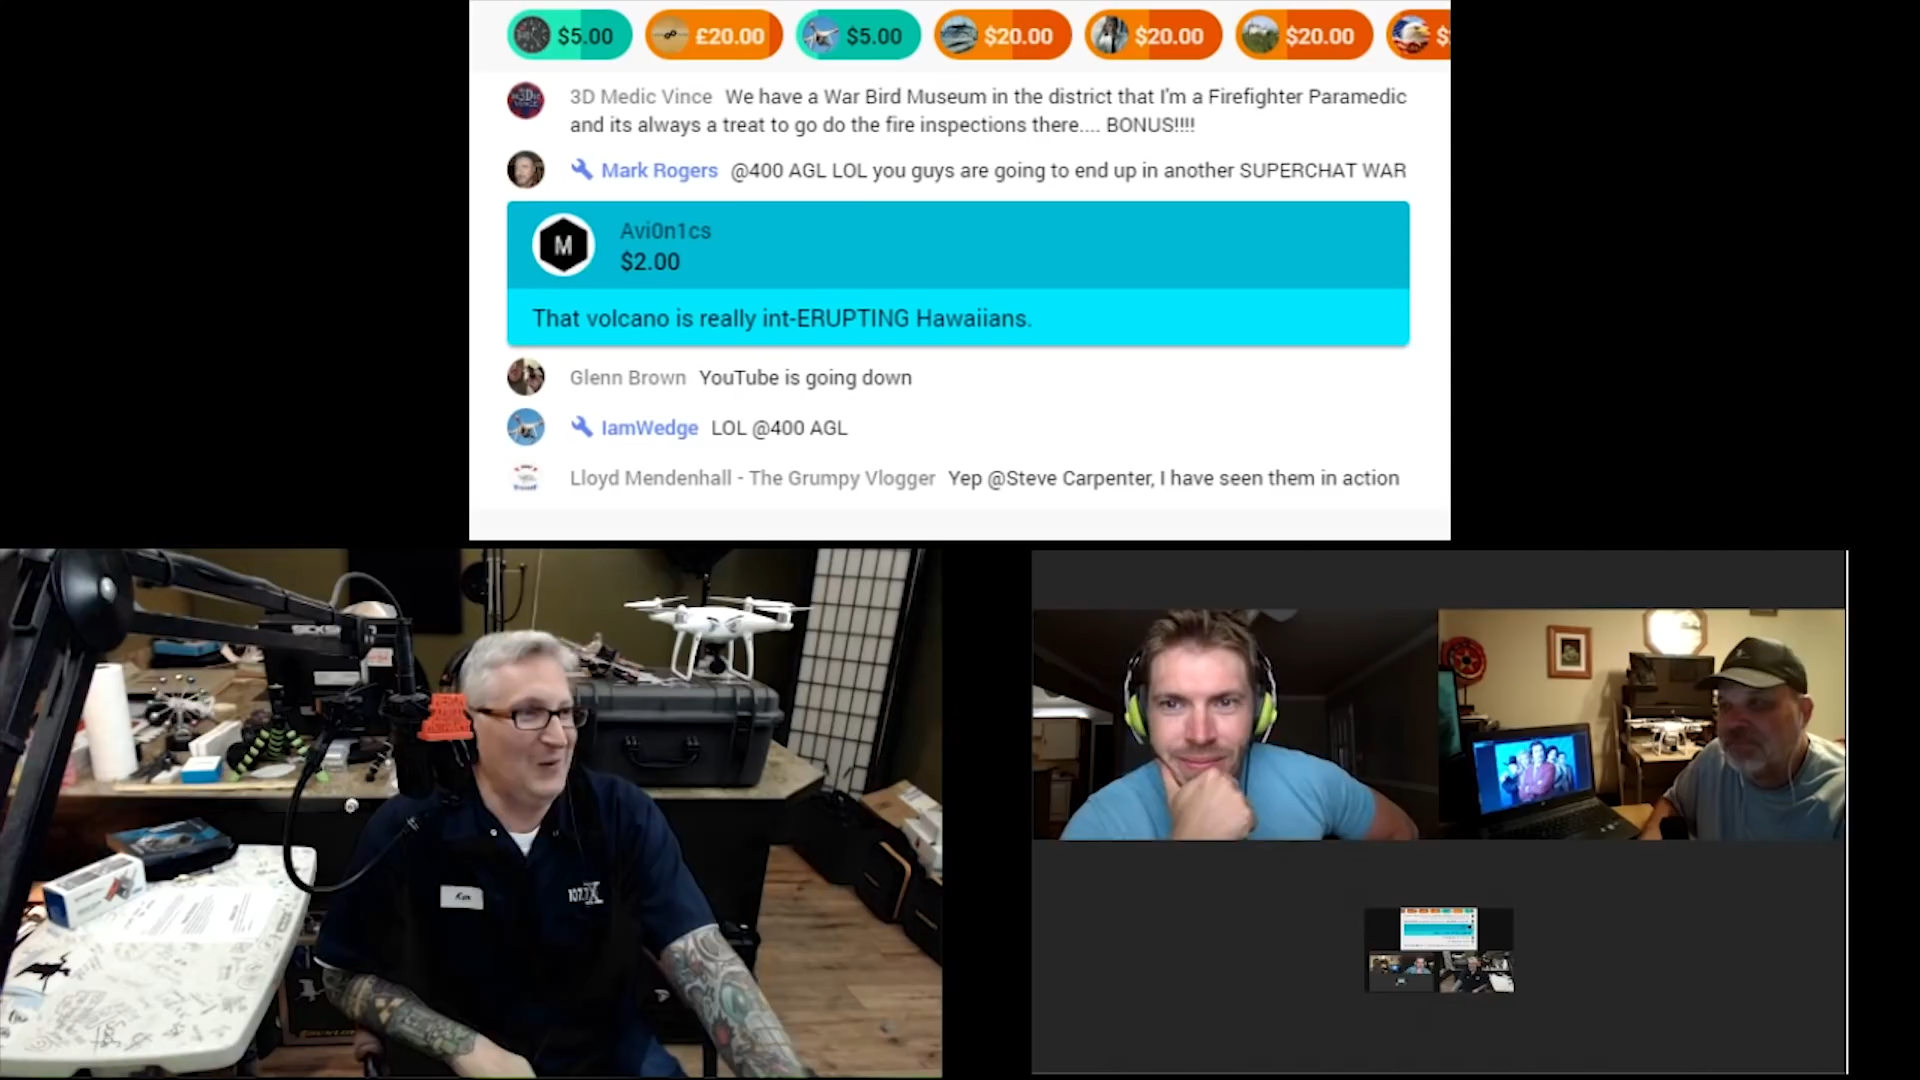 $5.00 £20.00 $5.00 $20.00 $20.00 $20.00 $
3D Medic Vince We have a War Bird Museum in the district that I'm a Firefighter Paramedic
and its always a treat to go do the fire inspections there.... BONUS!!!!
Mark Rogers @400 AGL LOL you guys are going to end up in another SUPERCHAT WAR
M
Avi0n1cs
$2.00
That volcano is really int-ERUPTING Hawaiians.
Glenn Brown YouTube is going down
IamWedge LOL @400 AGL
Lloyd Mendenhall - The Grumpy Vlogger Yep @Steve Carpenter, I have seen them in action
Ken
107.7 X